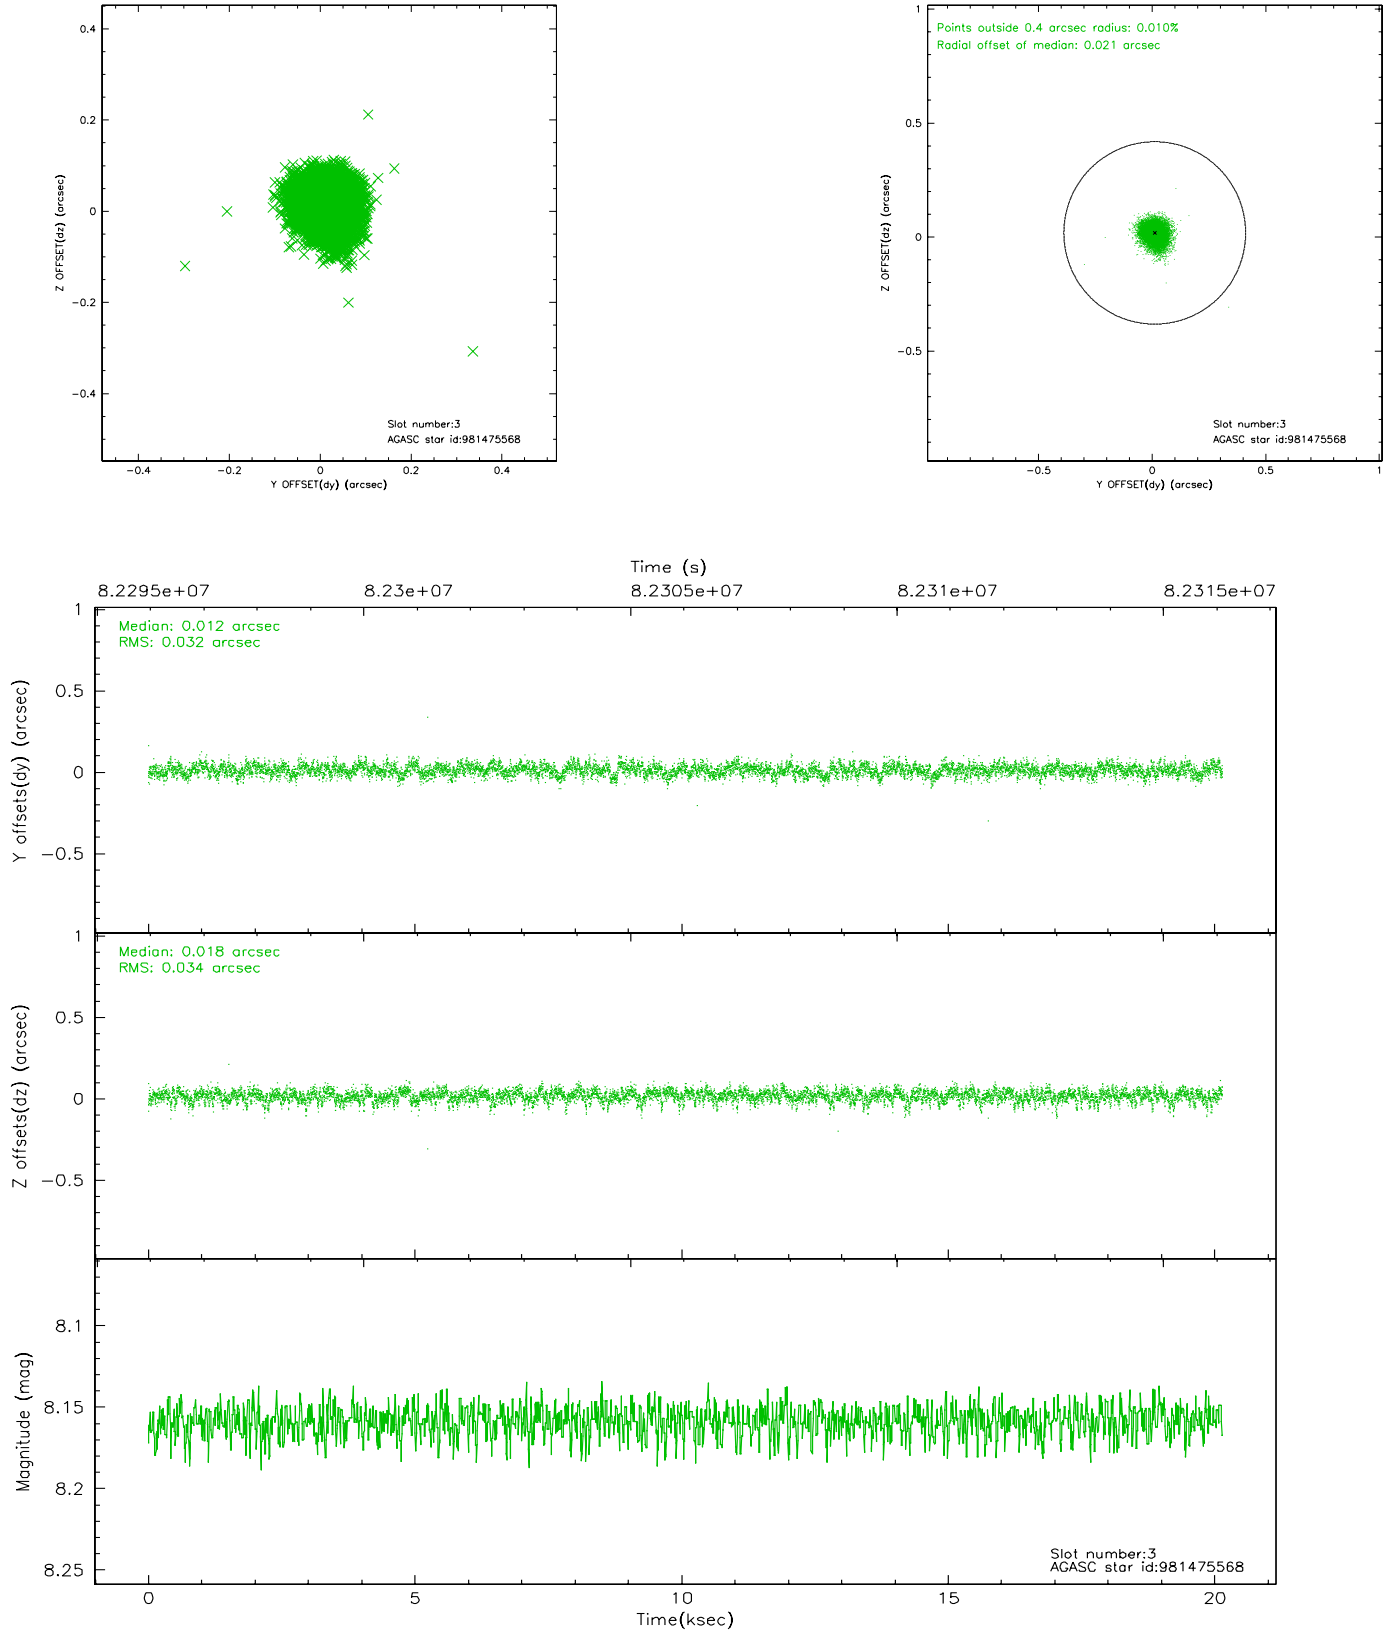 0.4
0.2
0
−0.2
−0.4
Z OFFSET(dz) (arcsec)
Slot number:3
AGASC star id:981475568
−0.4 −0.2 0 0.2 0.4
Y OFFSET(dy) (arcsec)
1
0.5
0
−0.5
Z OFFSET(dz) (arcsec)
Points outside 0.4 arcsec radius: 0.010%
Radial offset of median: 0.021 arcsec
Slot number:3
AGASC star id:981475568
−0.5 0 0.5 1
Y OFFSET(dy) (arcsec)
Time (s)
8.2295e+07 8.23e+07 8.2305e+07 8.231e+07 8.2315e+07
1
0.5
0
−0.5
Y offsets(dy) (arcsec)
Median: 0.012 arcsec
RMS: 0.032 arcsec
1
0.5
0
−0.5
Z offsets(dz) (arcsec)
Median: 0.018 arcsec
RMS: 0.034 arcsec
8.1
8.15
8.2
8.25
Magnitude (mag)
Slot number:3
AGASC star id:981475568
0 5 10 15 20
Time(ksec)